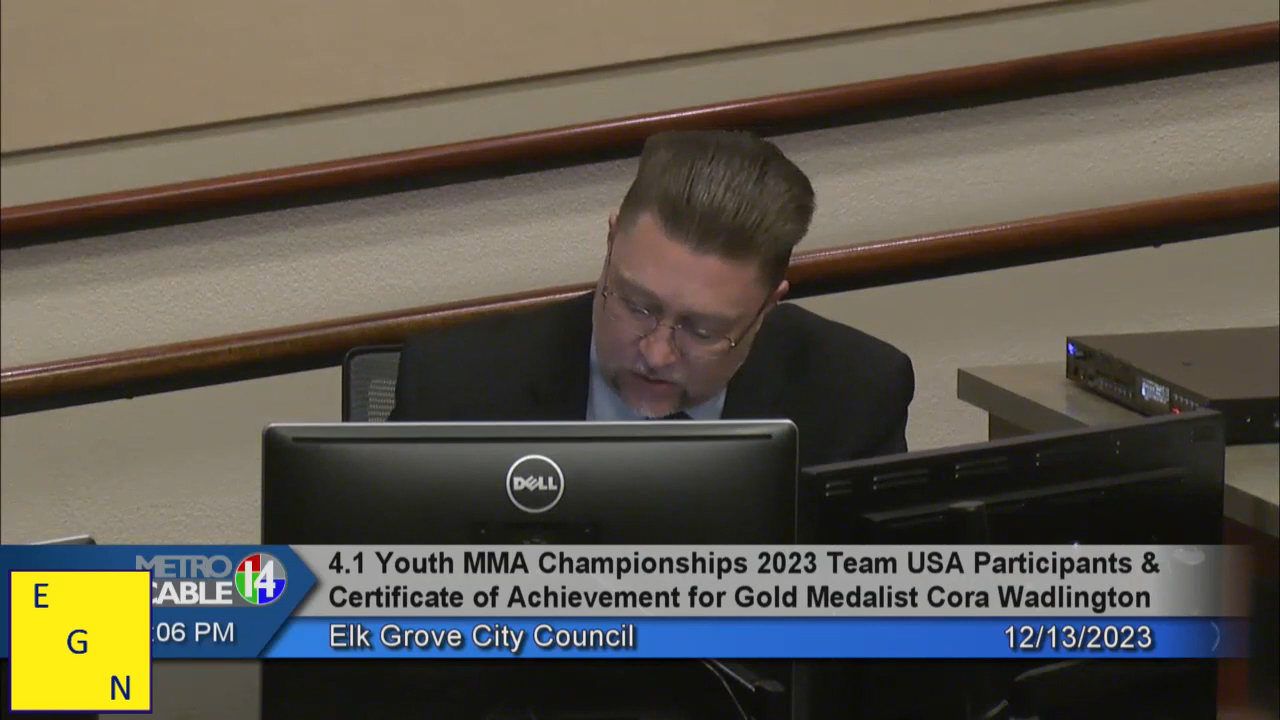 DELL
METRO
CABLE 14
:06 PM
4.1 Youth MMA Championships 2023 Team USA Participants &
Certificate of Achievement for Gold Medalist Cora Wadlington
Elk Grove City Council
12/13/2023
E
G
N